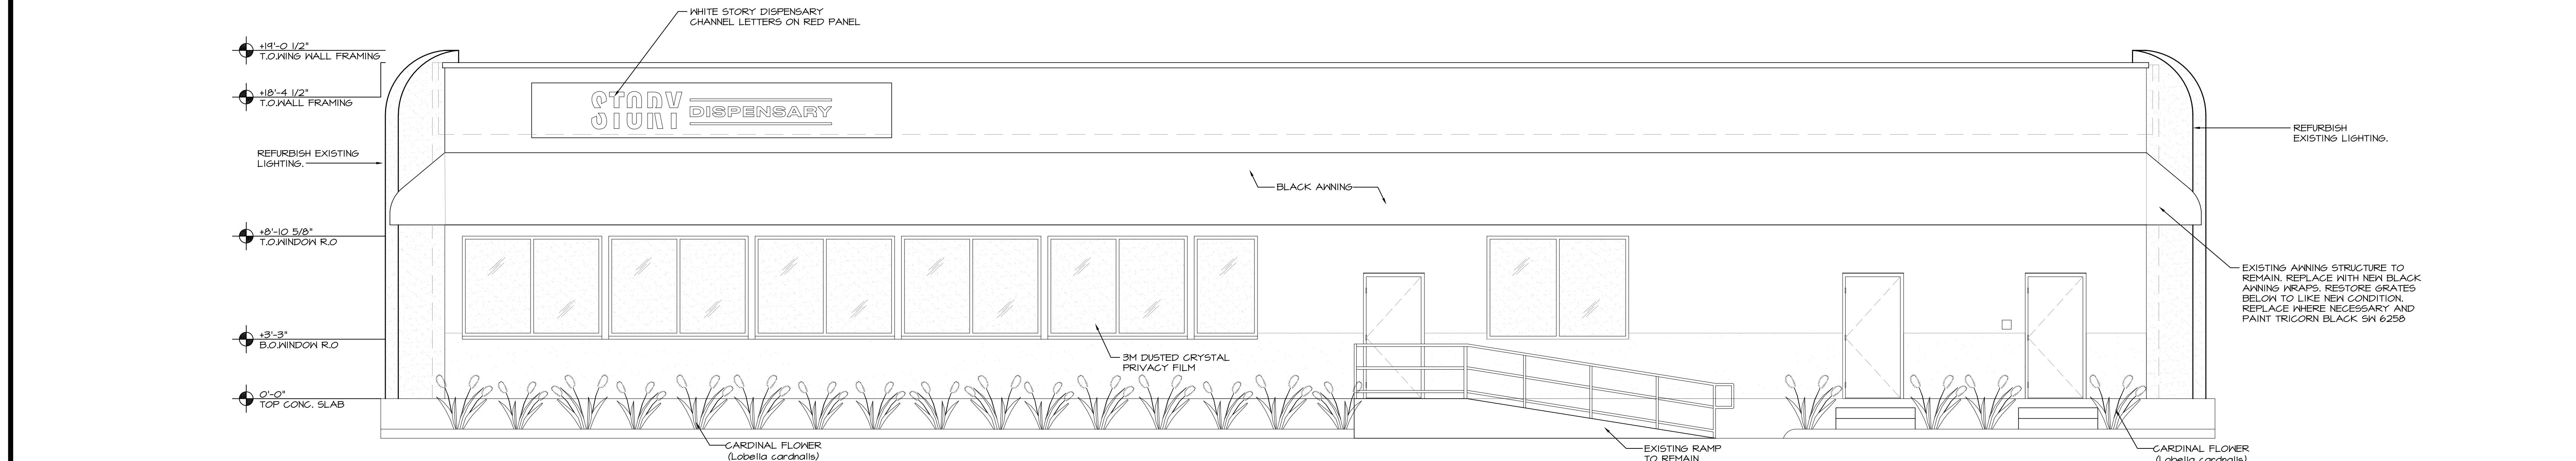 WHITE STORY DISPENSARY
CHANNEL LETTERS ON RED PANEL
+19'-0 1/2"
T.O.WING WALL FRAMING
+18'-4 1/2"
T.O.WALL FRAMING
STORY
DISPENSARY
REFURBISH EXISTING
LIGHTING.
REFURBISH
EXISTING LIGHTING.
BLACK AWNING
+8'-10 5/8"
T.O.WINDOW R.O
EXISTING AWNING STRUCTURE TO
REMAIN. REPLACE WITH NEW BLACK
AWNING WRAPS. RESTORE GRATES
BELOW TO LIKE NEW CONDITION.
REPLACE WHERE NECESSARY AND
PAINT TRICORN BLACK SW 6258
+3'-3"
B.O.WINDOW R.O
3M DUSTED CRYSTAL
PRIVACY FILM
0'-0"
TOP CONC. SLAB
CARDINAL FLOWER
(Lobelia cardnalis)
EXISTING RAMP
TO REMAIN
CARDINAL FLOWER
(Lobelia cardnalis)